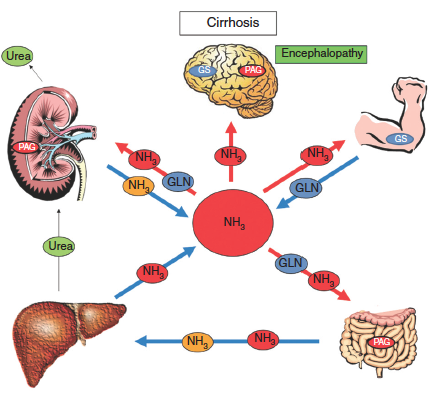 Cirrhosis
Encephalopathy
Urea
GS
PAG
PAG
GS
NH3
NH3
NH3
GLN
NH3
GLN
NH3
Urea
NH3
GLN
NH3
NH3
NH3
PAG